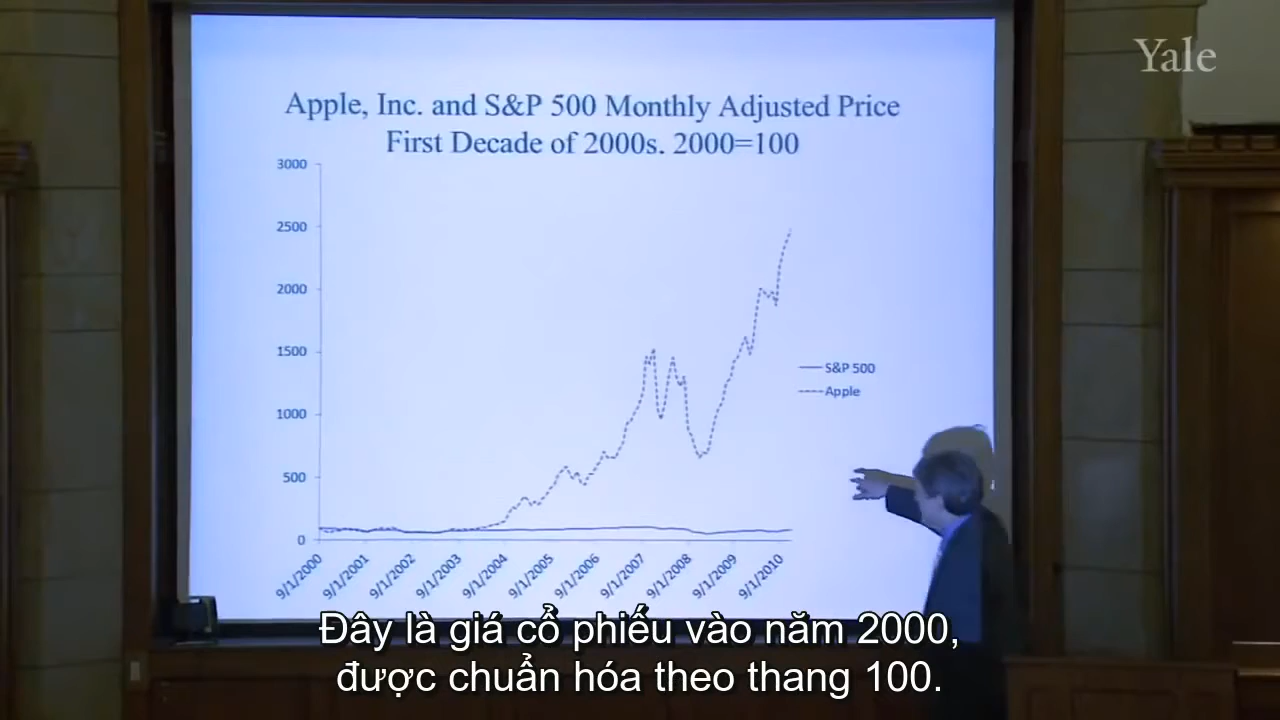 Yale
Apple, Inc. and S&P 500 Monthly Adjusted Price
First Decade of 2000s. 2000=100
3000
2500
2000
1500
1000
500
0
S&P 500
Apple
9/1/2000
9/1/2001
9/1/2002
9/1/2003
9/1/2004
9/1/2005
9/1/2006
9/1/2007
9/1/2008
9/1/2009
9/1/2010
Đây là giá cổ phiếu vào năm 2000,
được chuẩn hóa theo thang 100.